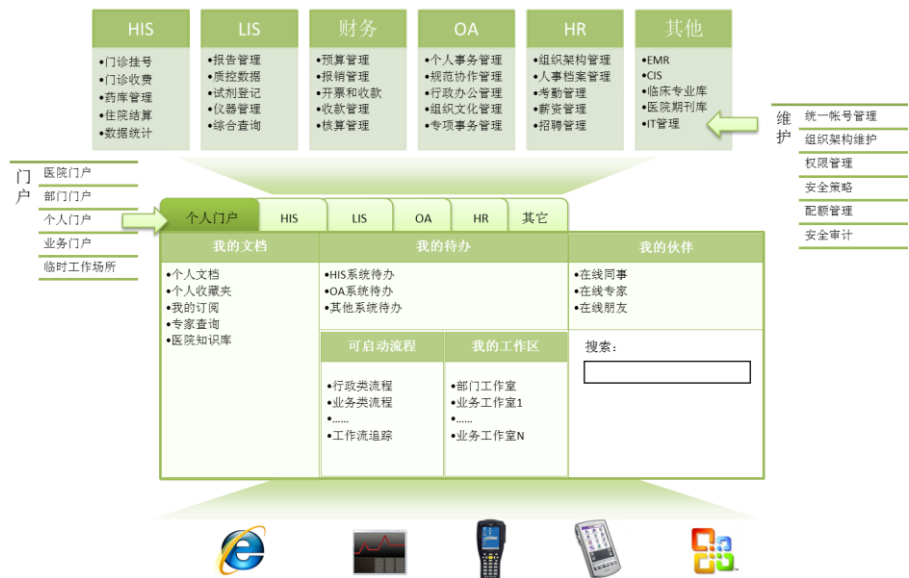 HIS
•门诊挂号
•门诊收费
•药库管理
•住院结算
•数据统计
LIS
•报告管理
•质控数据
•试剂登记
•仪器管理
•综合查询
财务
•预算管理
•报销管理
•开票和收款
•收款管理
•核算管理
OA
•个人事务管理
•规范协作管理
•行政办公管理
•组织文化管理
•专项事务管理
HR
•组织架构管理
•人事档案管理
•考勤管理
•薪资管理
•招聘管理
其他
•EMR
•CIS
•临床专业库
•医院期刊库
•IT管理
维护
统一帐号管理
组织架构维护
权限管理
安全策略
配额管理
安全审计
门户
医院门户
部门门户
个人门户
业务门户
临时工作场所
个人门户
HIS
LIS
OA
HR
其它
我的文档
•个人文档
•个人收藏夹
•我的订阅
•专家查询
•医院知识库
我的待办
•HIS系统待办
•OA系统待办
•其他系统待办
我的伙伴
•在线同事
•在线专家
•在线朋友
可启动流程
•行政类流程
•业务类流程
•......
•工作流追踪
我的工作区
•部门工作室
•业务工作室1
•......
•业务工作室N
搜索：